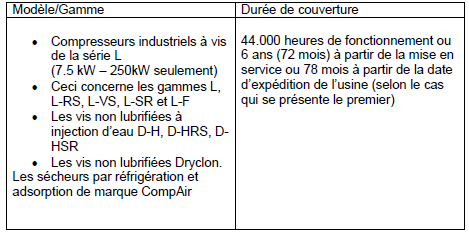 Modèle/Gamme
Durée de couverture
• Compresseurs industriels à vis
de la série L
(7.5 kW – 250kW seulement)
• Ceci concerne les gammes L,
L-RS, L-VS, L-SR et L-F
• Les vis non lubrifiées à
injection d'eau D-H, D-HRS, D-
HSR
• Les vis non lubrifiées Dryclon.
Les sécheurs par réfrigération et
adsorption de marque CompAir
44.000 heures de fonctionnement ou
6 ans (72 mois) à partir de la mise en
service ou 78 mois à partir de la date
d'expédition de l'usine (selon le cas
qui se présente le premier)